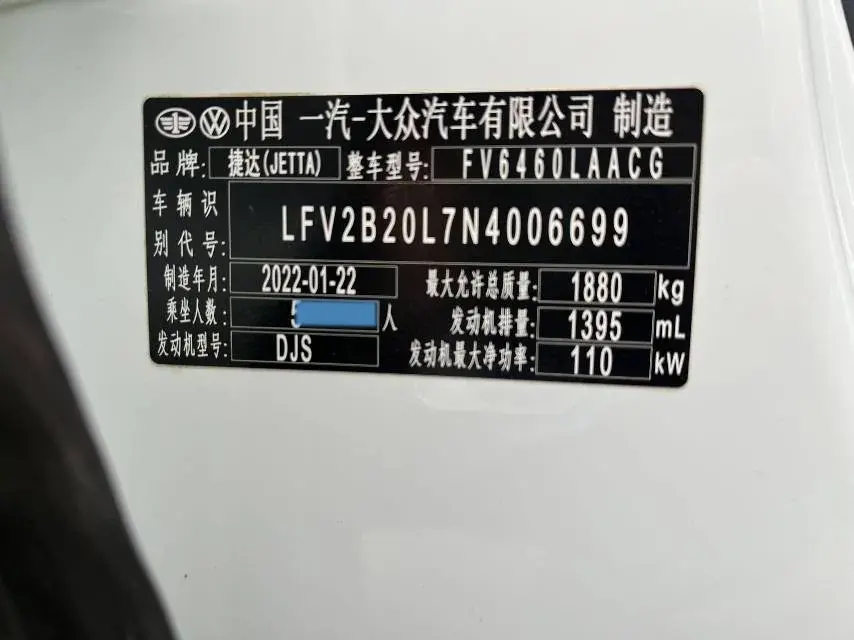 中国 一汽-大众汽车有限公司 制造
品牌: 捷达(JETTA) 整车型号: FV6460LAACG
车辆识别代号: LFV2B20L7N4006699
制造年月: 2022-01-22 最大允许总质量: 1880 kg
乘坐人数: 人 发动机排量: 1395 mL
发动机型号: DJS 发动机最大净功率: 110 kW